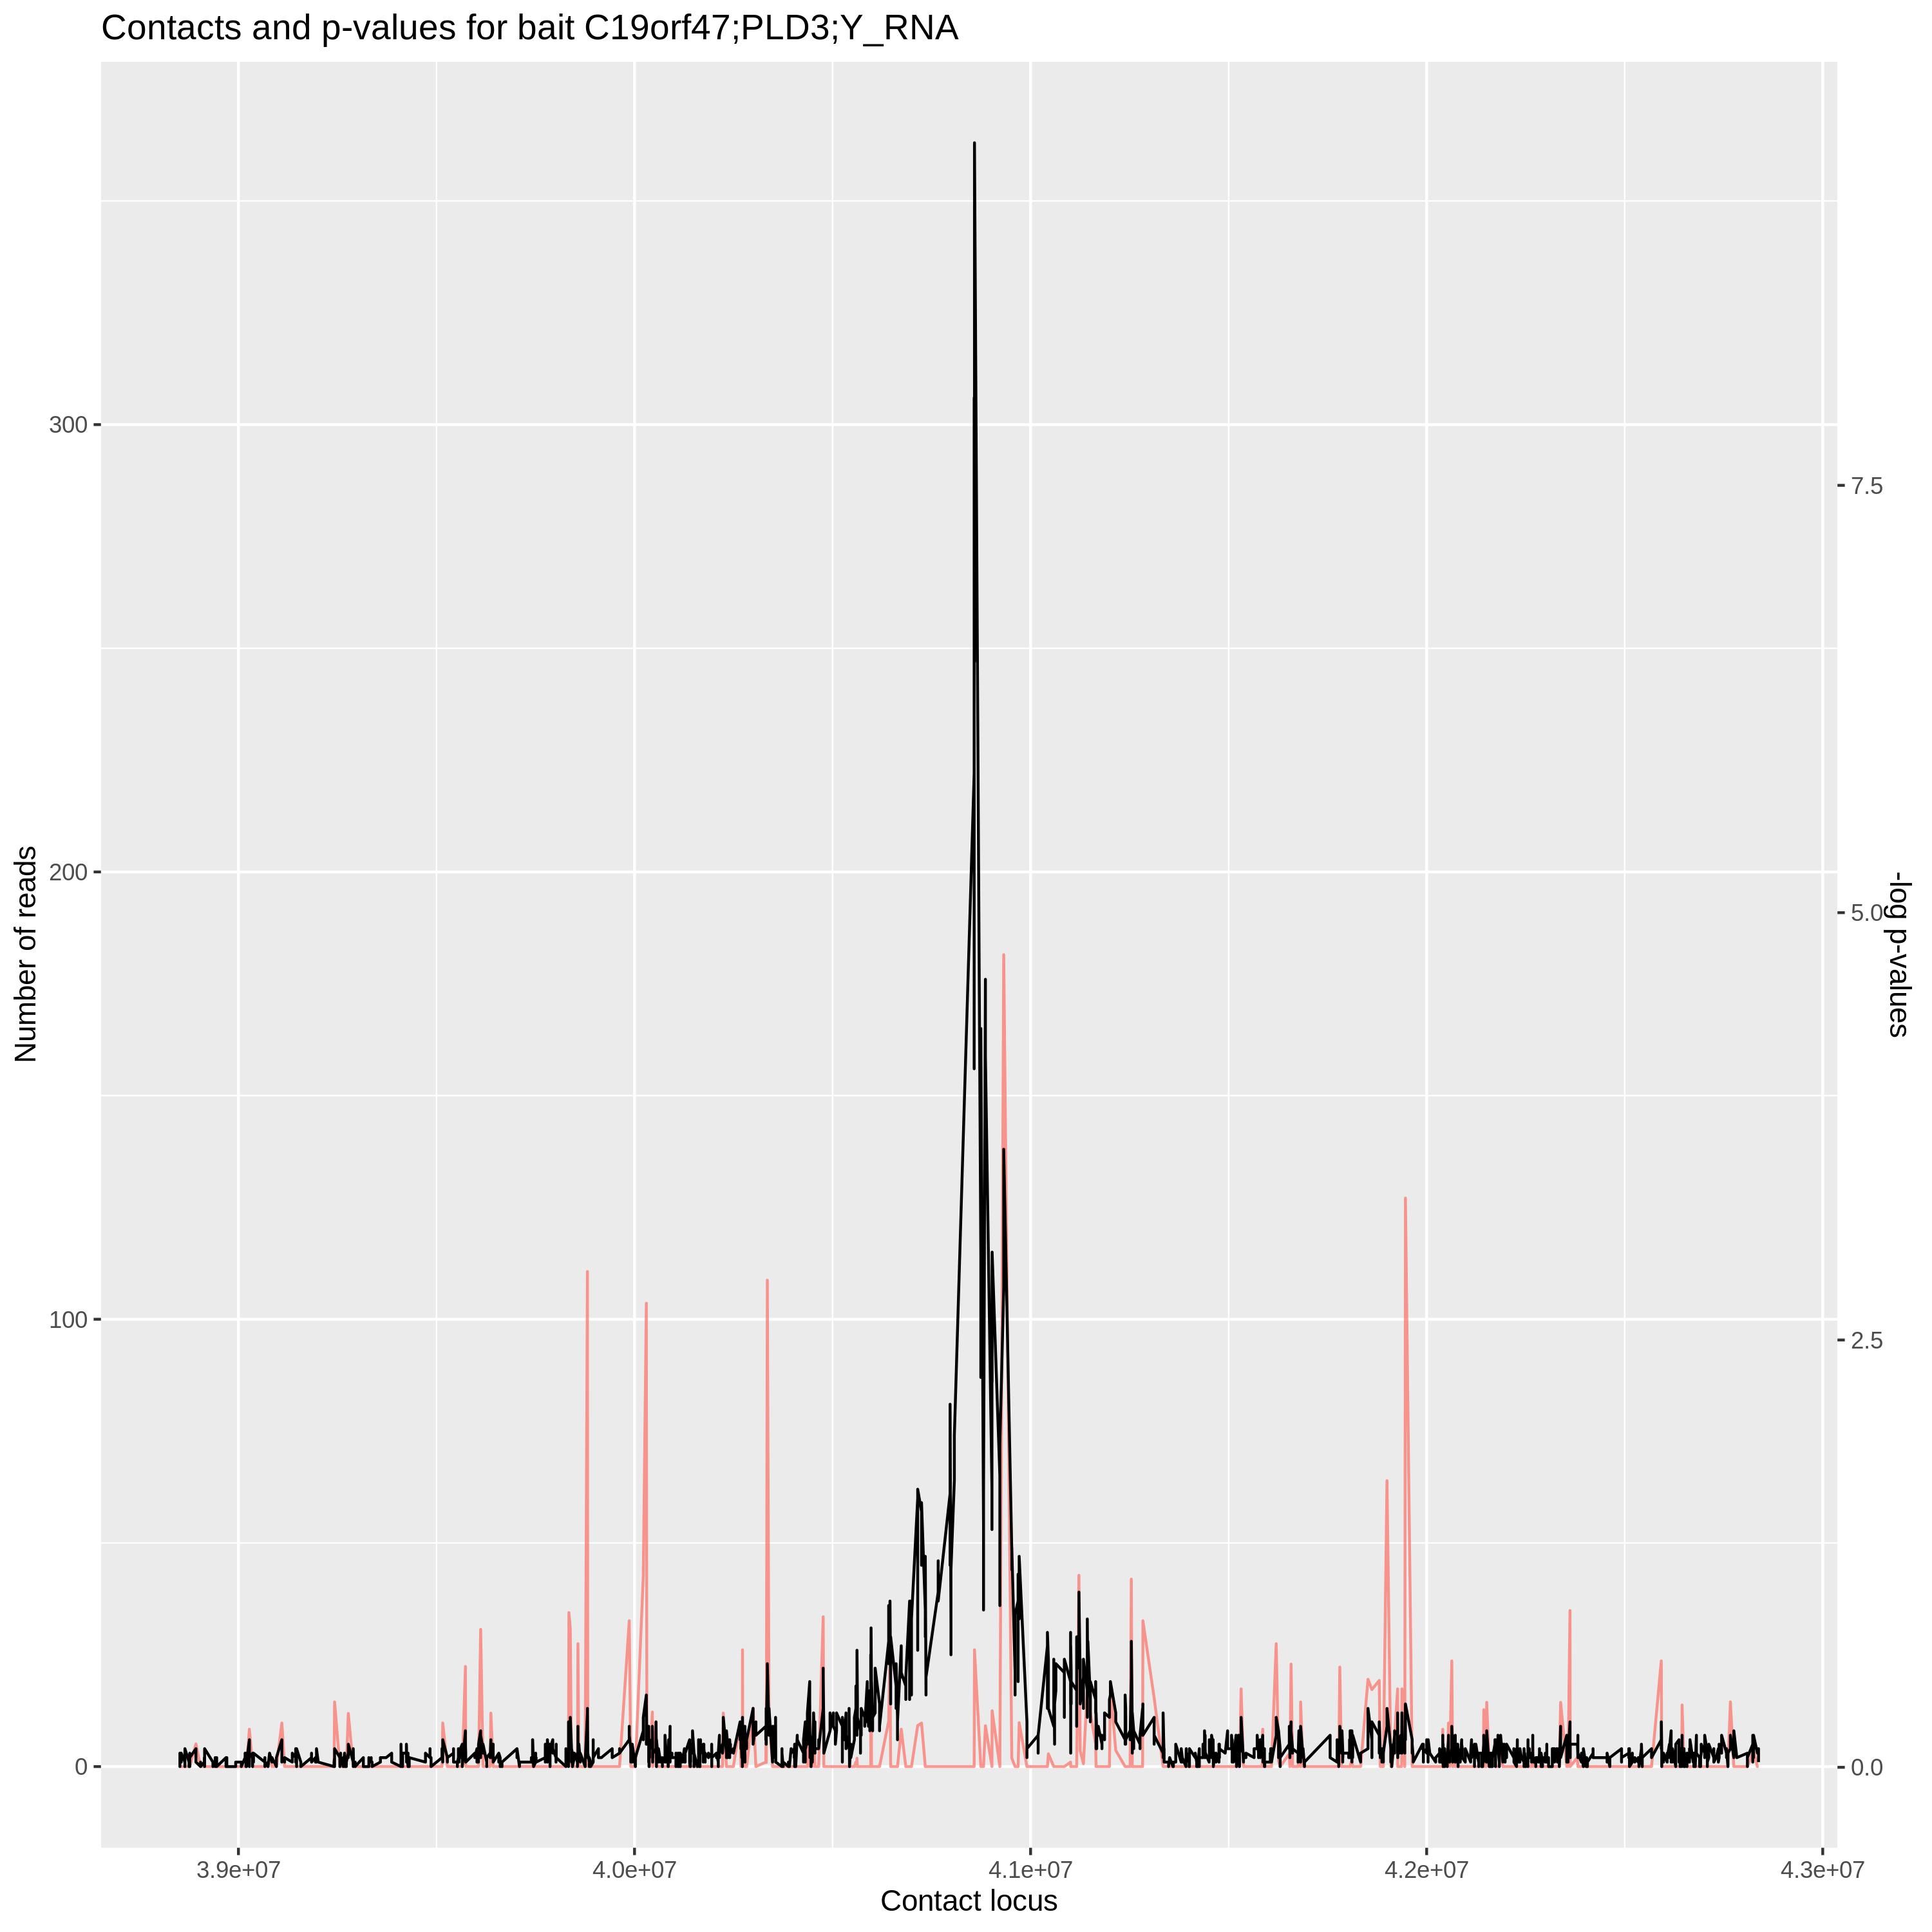 Contacts and p-values for bait C19orf47;PLD3;Y_RNA
Number of reads
300
200
100
0
7.5
5.0
2.5
0.0
-log p-values
3.9e+07 4.0e+07 4.1e+07 4.2e+07 4.3e+07
Contact locus